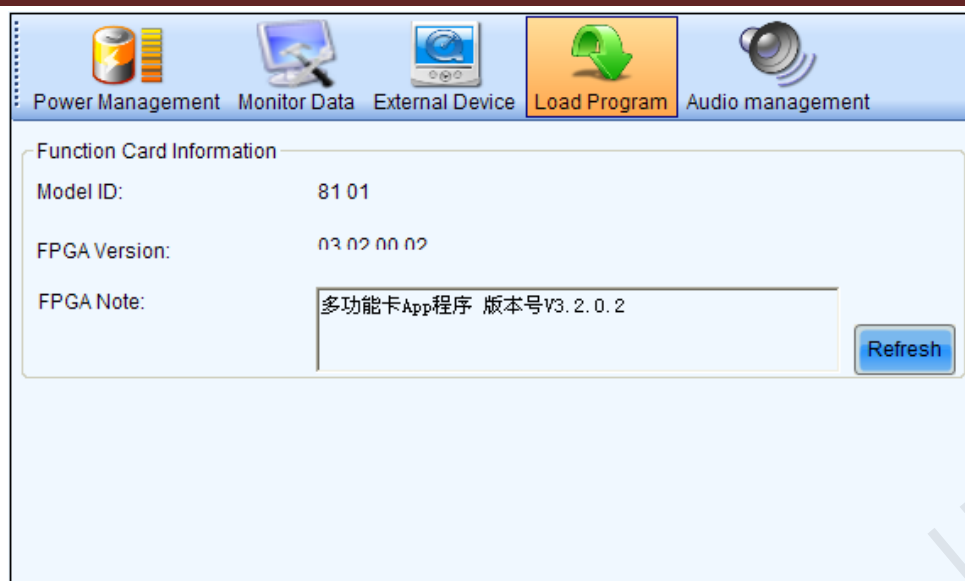 Power Management Monitor Data External Device Load Program Audio management
Function Card Information
Model ID: 81 01
FPGA Version: 03 02 00 02
FPGA Note: 多功能卡App程序 版本号V3.2.0.2
Refresh